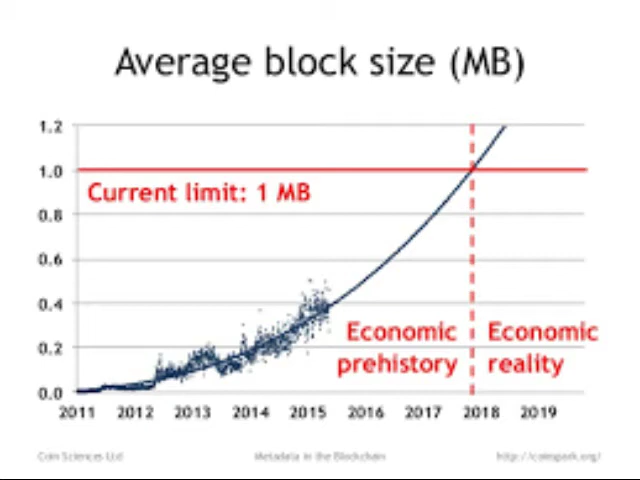 Average block size (MB)
1.2
1.0
Current limit: 1 MB
0.8
0.6
0.4
Economic Economic
prehistory reality
0.2
0.0
2011 2012 2013 2014 2015 2016 2017 2018 2019
Coin Sciences Ltd Metadata in the Blockchain http://coinspark.org/